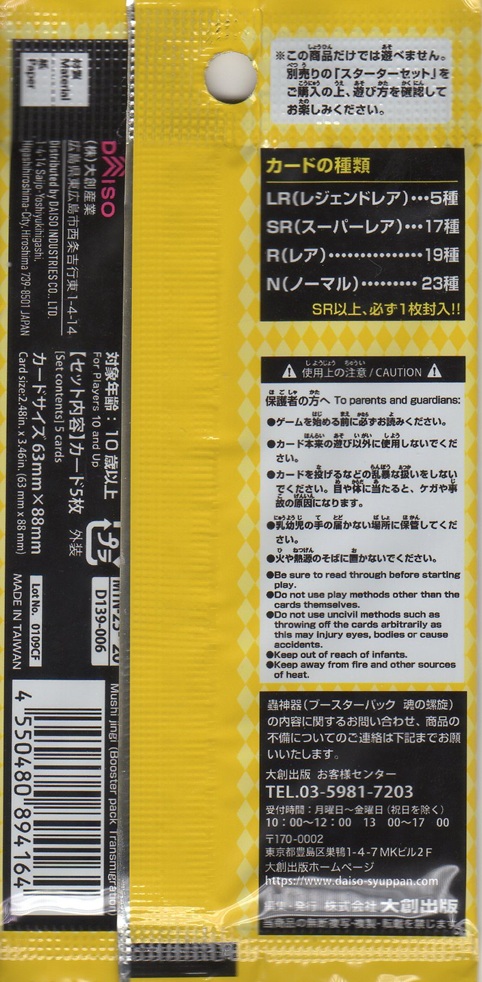 ※この商品だけでは遊べません。
別売りの「スターターセット」を
ご購入の上、遊び方を確認して
お楽しみください。
カードの種類
LR(レジェンドレア)…5種
SR(スーパーレア)…17種
R(レア)……………19種
N(ノーマル)………23種
SR以上、必ず1枚封入!!
使用上の注意/CAUTION
保護者の方へ To parents and guardians:
●ゲームを始める前に必ずお読みください。
●カード本来の遊び以外に使用しないでくだ
さい。
●カードを投げるなどの乱暴な扱いをしない
でください。目や体に当たると、ケガや事
故の原因になります。
●乳幼児の手の届かない場所に保管してくだ
さい。
●火や熱源のそばに置かないでください。
●Be sure to read through before starting
play.
●Do not use play methods other than the
cards themselves.
●Do not use uncivil methods such as
throwing off the cards arbitrarily as
this may injury eyes, bodies or cause
accidents.
●Keep out of reach of infants.
●Keep away from fire and other sources
of heat.
蟲神器(ブースターパック 魂の螺旋)
の内容に関するお問い合わせ、商品の
不備についてのご連絡は下記までお願
いいたします。
大創出版 お客様センター
TEL.03-5981-7203
受付時間:月曜日~金曜日(祝日を除く)
10:00~12:00 13 00~17 00
〒170-0002
東京都豊島区巣鴨1-4-7 MKビル2F
大創出版ホームページ
https://www.daiso-syuppan.com
編集・発行 株式会社 大創出版
当商品の無断複写・複製・転載を禁じます
Material
紙
Paper
DAISO
(株)大創産業
広島県東広島市西条吉行東1-4-14
Distributed by DAISO INDUSTRIES CO., LTD.
1-4-14 Saijo-Yoshiyukihigashi,
Higashihiroshima-City, Hiroshima 739-8501 JAPAN
対象年齢:10歳以上
For Players 10 and Up
【セット内容】カード5枚
[Set contents] 5 cards
カードサイズ 63mm×88mm
Card size:2.48in. x 3.46in. (63 mm x 88 mm)
外装
プラ
D139-006
Lot No. 0109CF
MADE IN TAIWAN
Mushi jingi (Booster pack Transmigration)
4 550480 894164